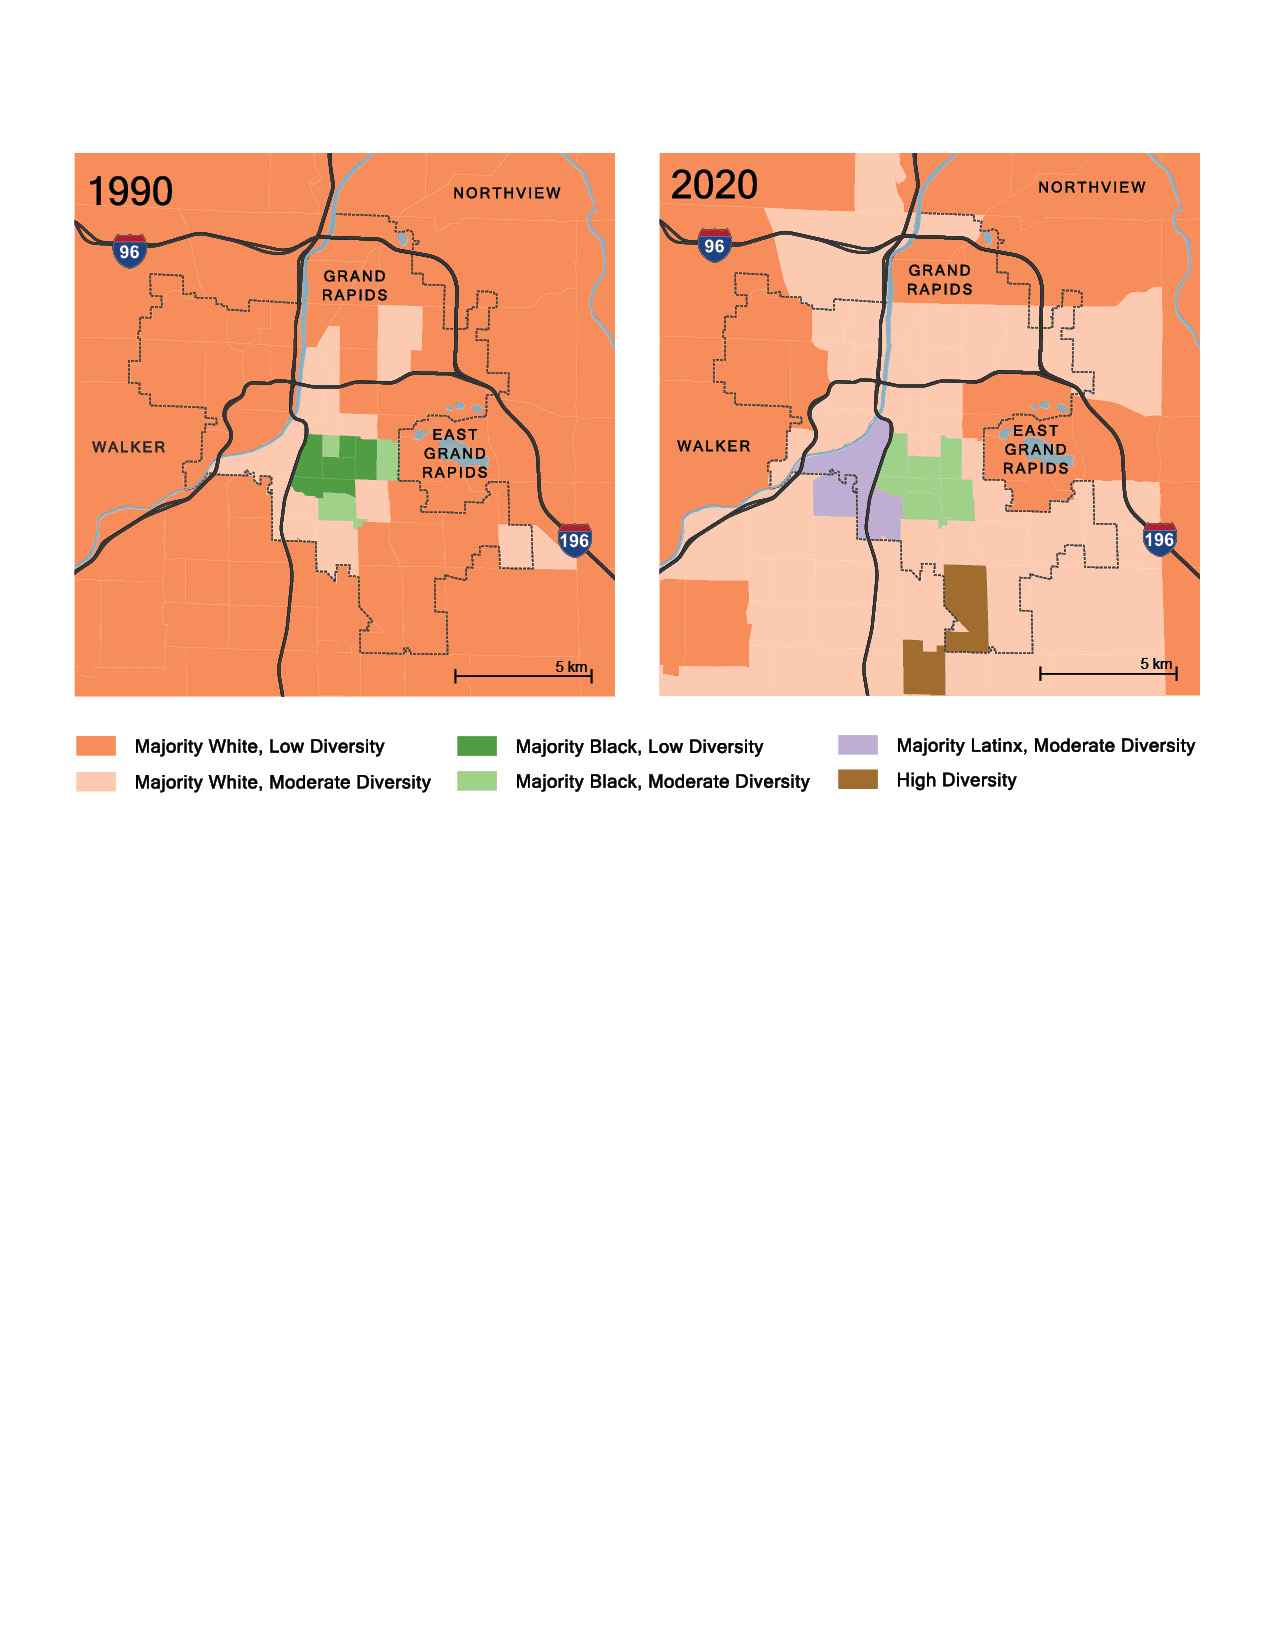 1990
NORTHVIEW
96
GRAND
RAPIDS
WALKER
EAST
GRAND
RAPIDS
196
5 km
2020
NORTHVIEW
96
GRAND
RAPIDS
WALKER
EAST
GRAND
RAPIDS
196
5 km
Majority White, Low Diversity
Majority White, Moderate Diversity
Majority Black, Low Diversity
Majority Black, Moderate Diversity
Majority Latinx, Moderate Diversity
High Diversity